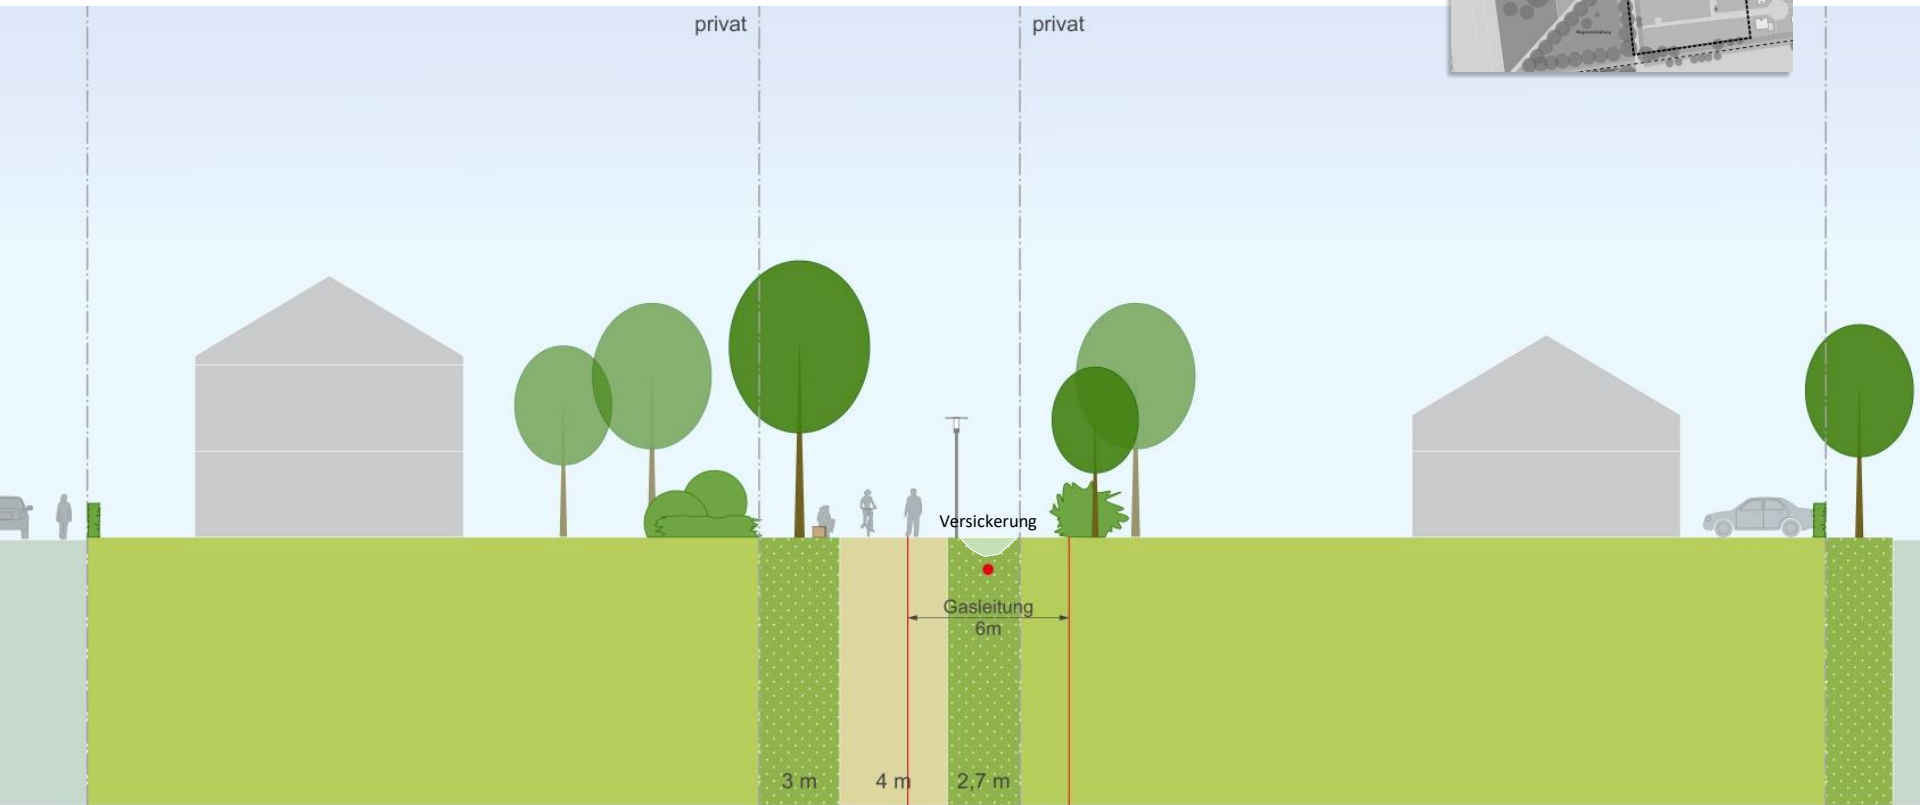 privat
privat
Versickerung
Gasleitung
6m
3 m
4 m
2,7 m